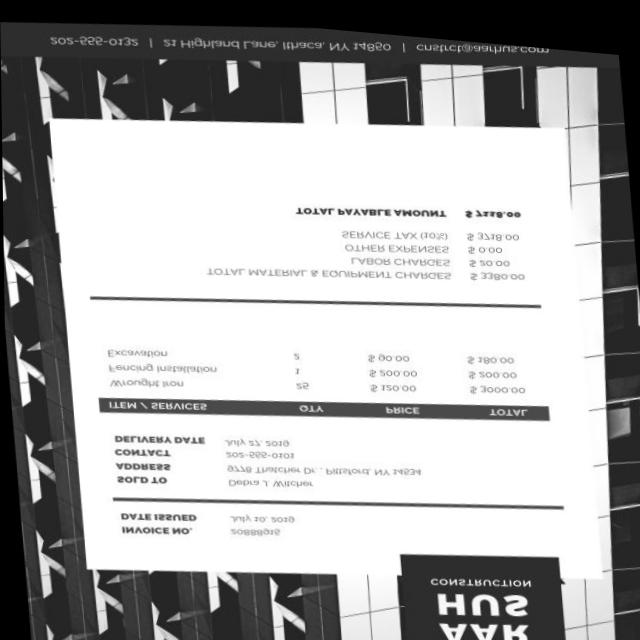 AAR
HUS
CONSTRUCTION
INVOICE NO. 20888915
DATE ISSUED July 10, 2019
SOLD TO Debra J. Witcher
ADDRESS 9778 Thatcher Dr., Pittsford, NY 14534
CONTACT 202-555-0101
DELIVERY DATE July 27, 2019
ITEM / SERVICES QTY PRICE TOTAL
Wrought Iron 25 $ 120.00 $ 3000.00
Fencing Installation 1 $ 200.00 $ 200.00
Excavation 2 $ 90.00 $ 180.00
TOTAL MATERIAL & EQUIPMENT CHARGES $ 3380.00
LABOR CHARGES $ 20.00
OTHER EXPENSES $ 0.00
SERVICE TAX (10%) $ 3718.00
TOTAL PAYABLE AMOUNT $ 7118.00
202-555-0132 | 21 Highland Lane, Ithaca, NY 14850 | cnstrct@aarhus.com